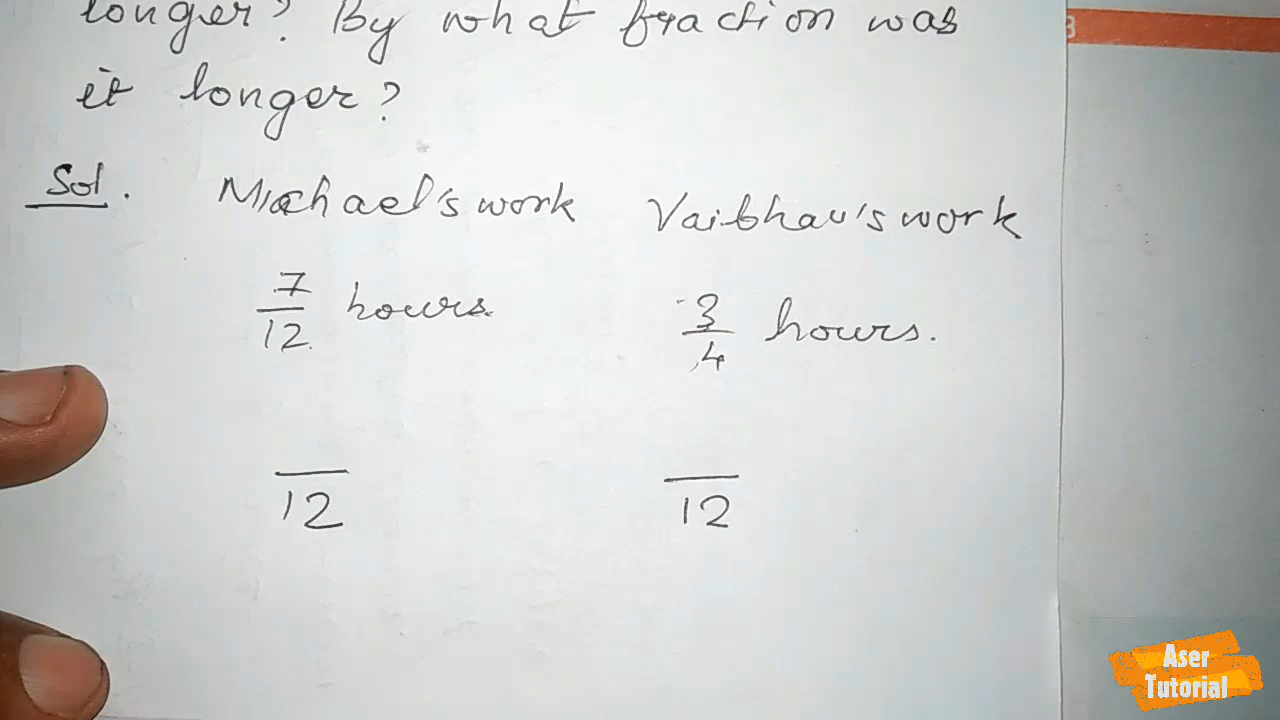 longer? By what fraction was
it longer?
Sol. Michael's work Vaibhav's work
7/12 hours. 3/4 hours.
/12 /12
3
Aser
Tutorial